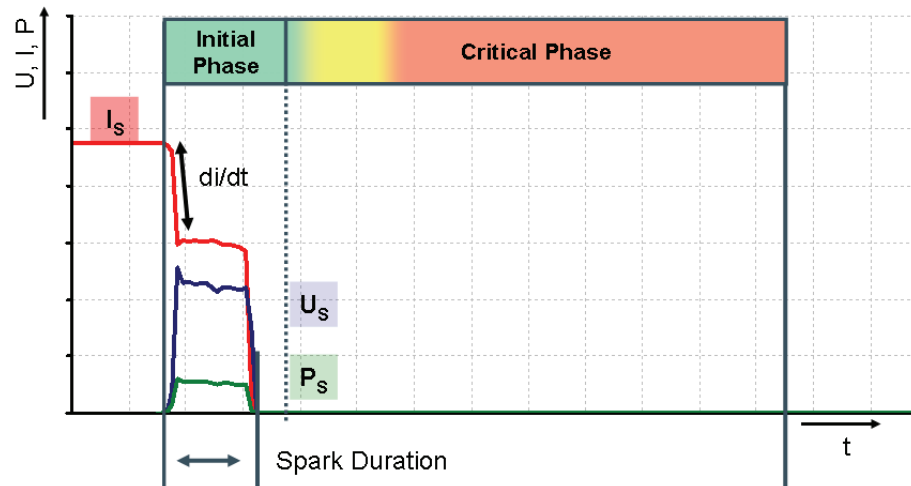 U, I, P
Initial
Phase
Critical Phase
Is
di/dt
Us
Ps
t
Spark Duration